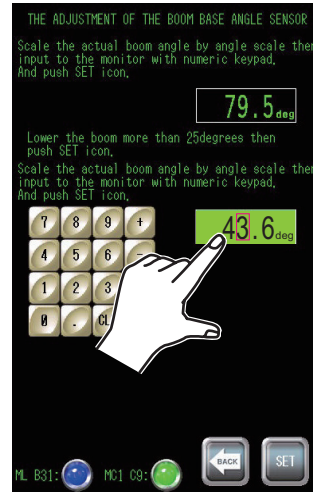 THE ADJUSTMENT OF THE BOOM BASE ANGLE SENSOR
Scale the actual boom angle by angle scale then
input to the monitor with numeric keypad.
And push SET icon.
79.5deg
Lower the boom more than 25degrees then
push SET icon.
Scale the actual boom angle by angle scale then
input to the monitor with numeric keypad.
And push SET icon.
43.6deg
7 8 9 +
4 5 6 -
1 2 3
0 .
ML B31: MC1 C9:
BACK
SET